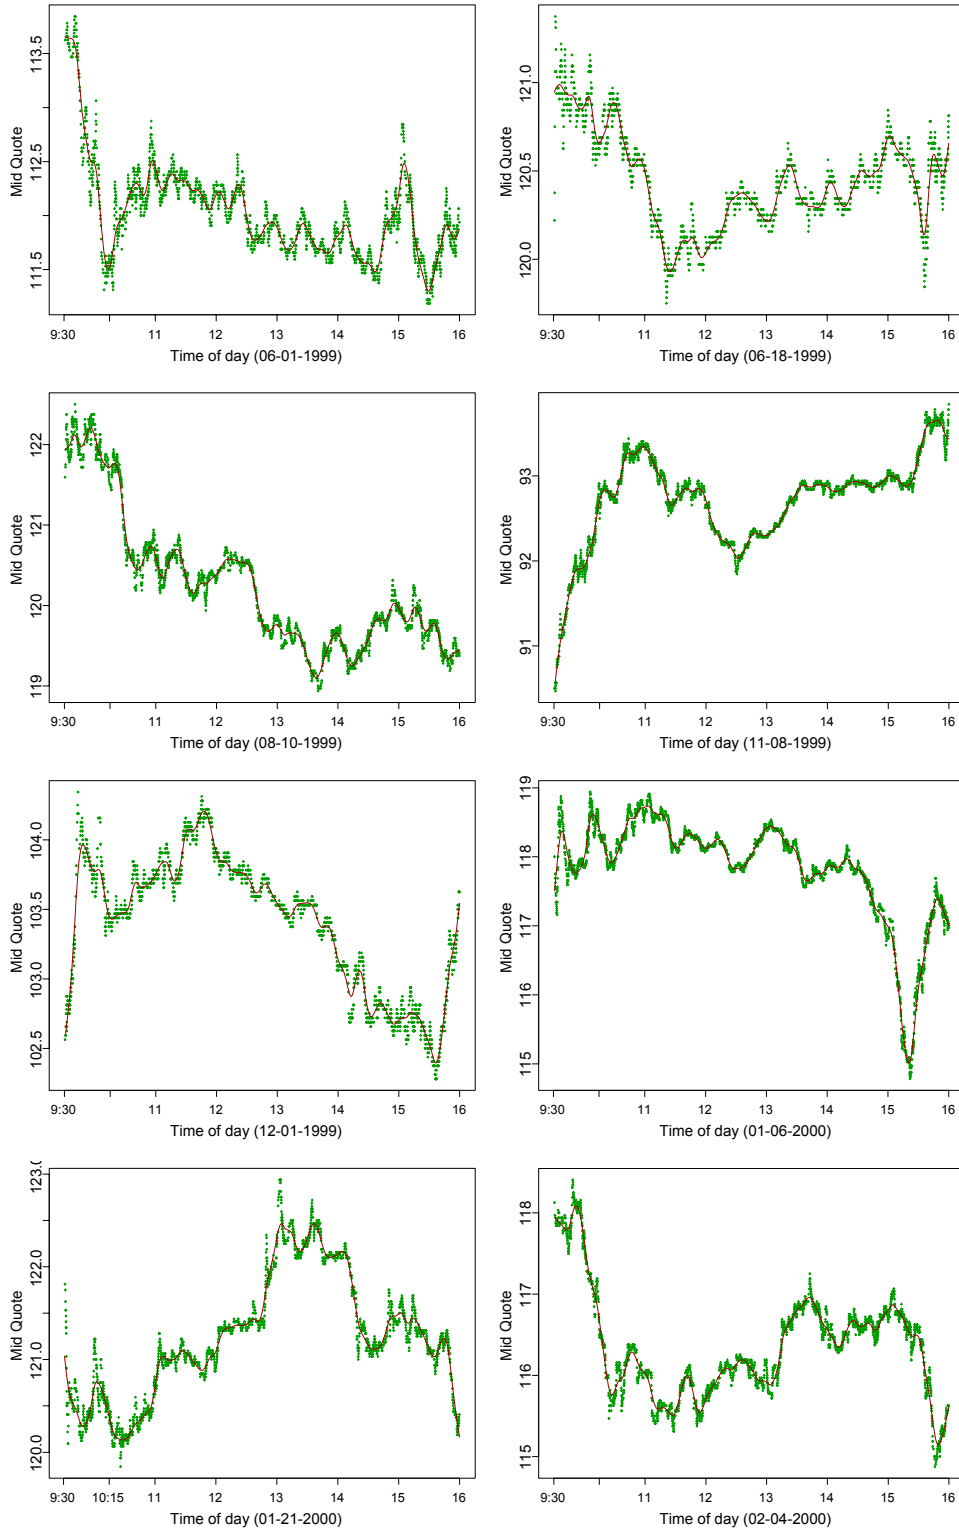 113.5
112.5
111.5
Mid Quote
9:30 11 12 13 14 15 16
Time of day (06-01-1999)
121.0
120.5
120.0
Mid Quote
9:30 11 12 13 14 15 16
Time of day (06-18-1999)
122
121
120
119
Mid Quote
9:30 11 12 13 14 15 16
Time of day (08-10-1999)
93
92
91
Mid Quote
9:30 11 12 13 14 15 16
Time of day (11-08-1999)
104.0
103.5
103.0
102.5
Mid Quote
9:30 11 12 13 14 15 16
Time of day (12-01-1999)
119
118
117
116
115
Mid Quote
9:30 11 12 13 14 15 16
Time of day (01-06-2000)
123.0
122.0
121.0
120.0
Mid Quote
9:30 10:15 11 12 13 14 15 16
Time of day (01-21-2000)
118
117
116
115
Mid Quote
9:30 11 12 13 14 15 16
Time of day (02-04-2000)